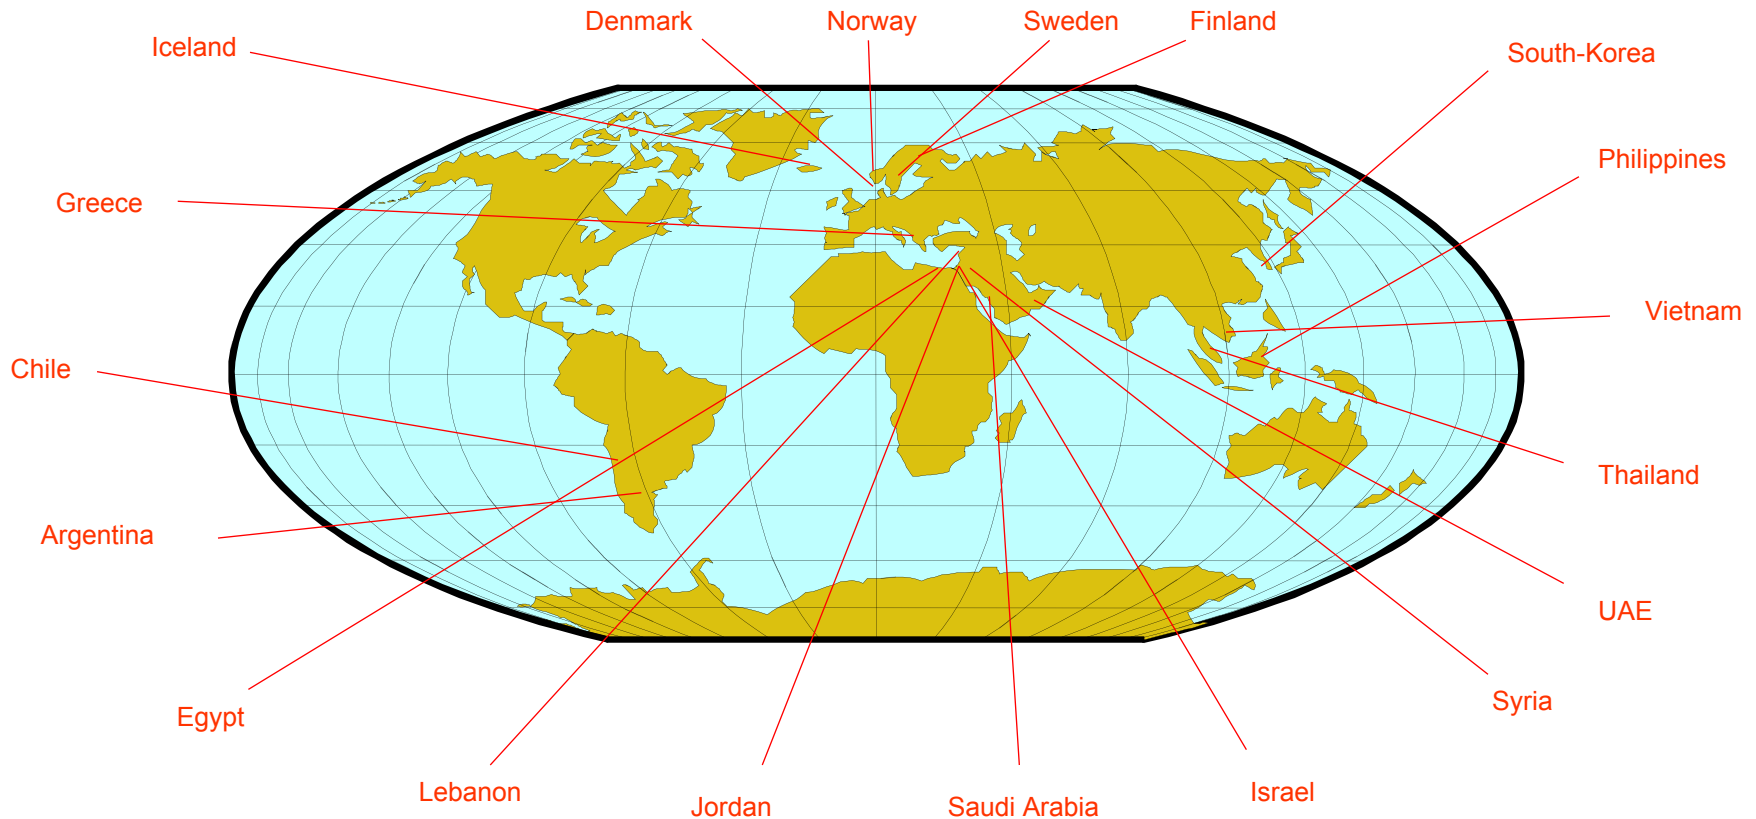 Denmark
Norway
Sweden
Finland
Iceland
South-Korea
Philippines
Greece
Vietnam
Chile
Thailand
Argentina
UAE
Syria
Egypt
Lebanon
Jordan
Saudi Arabia
Israel